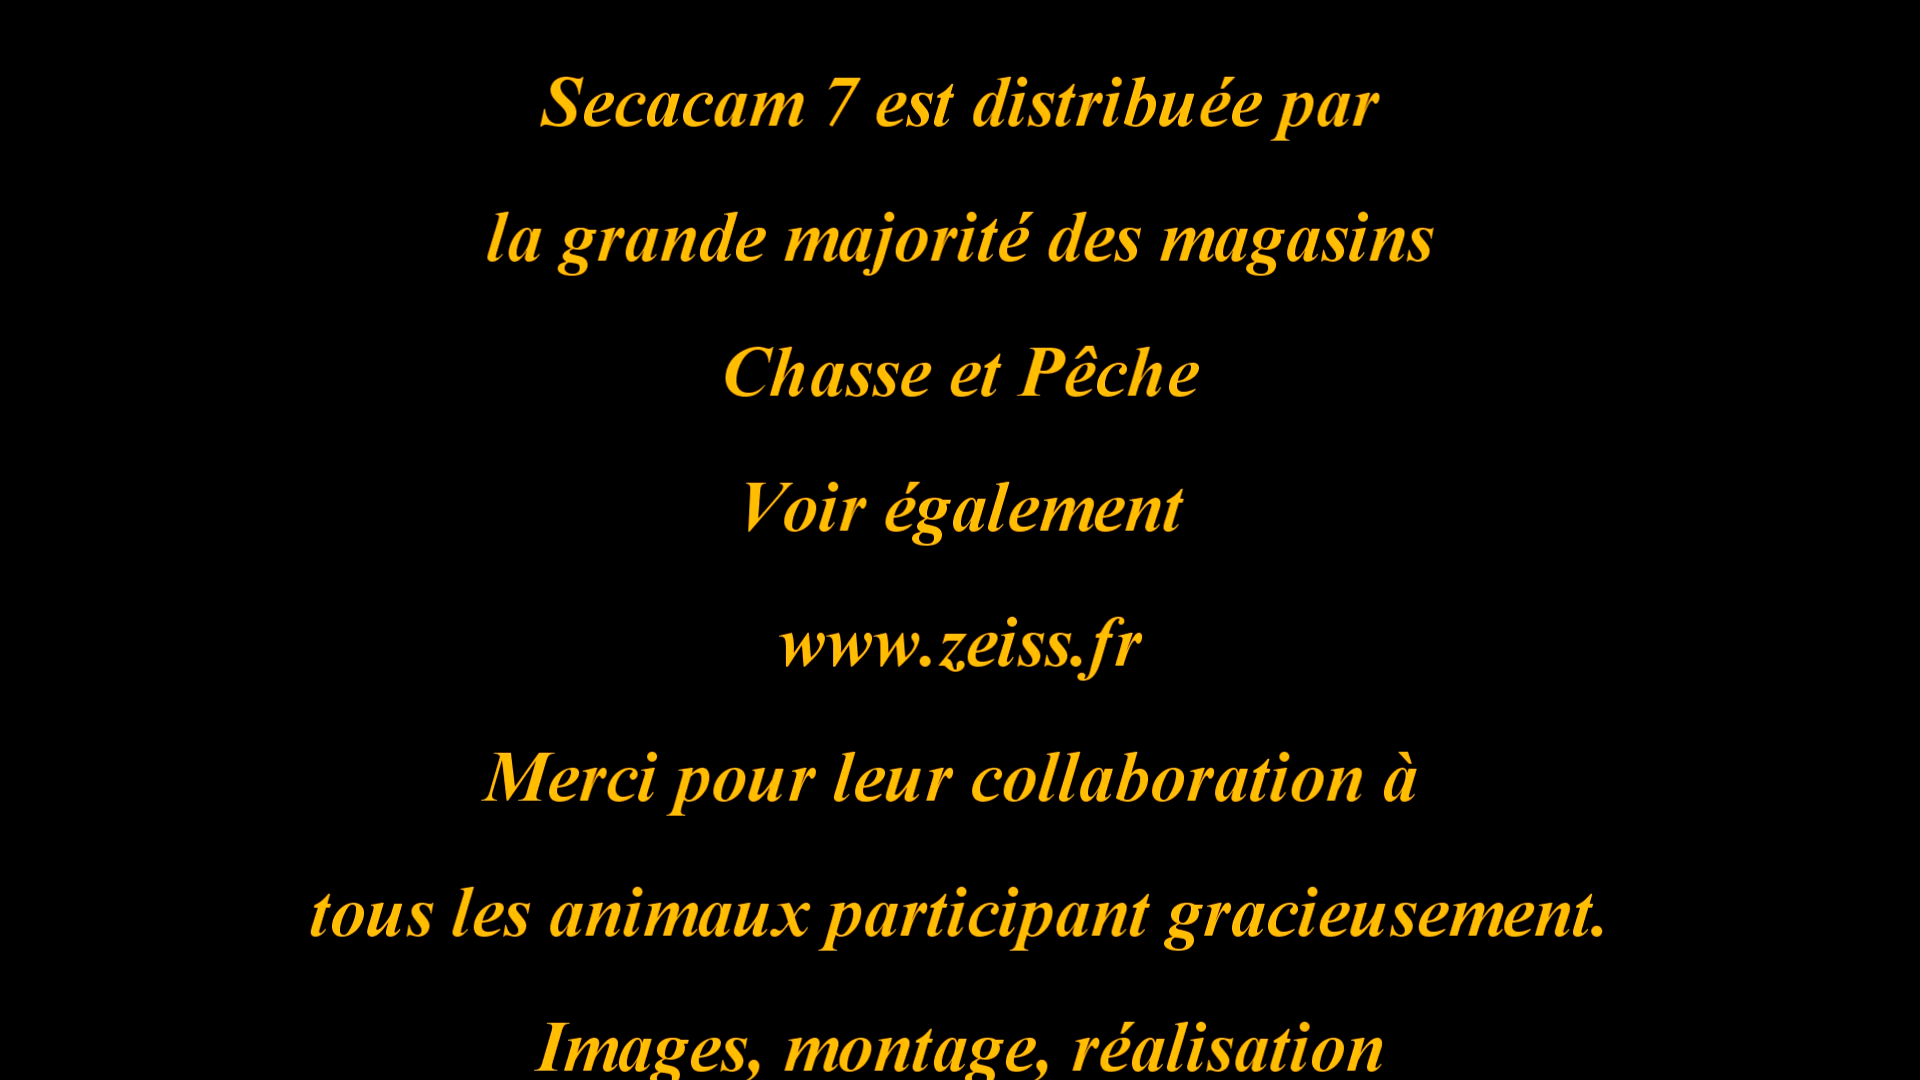 Secacam 7 est distribuée par
la grande majorité des magasins
Chasse et Pêche
Voir également
www.zeiss.fr
Merci pour leur collaboration à
tous les animaux participant gracieusement.
Images, montage, réalisation